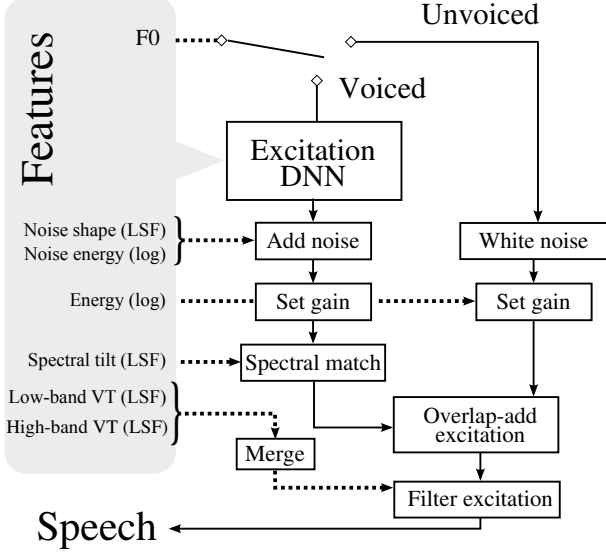 Unvoiced
F0
Voiced
Features
Excitation
DNN
Noise shape (LSF)
Noise energy (log)
Add noise
White noise
Energy (log)
Set gain
Set gain
Spectral tilt (LSF)
Spectral match
Low-band VT (LSF)
High-band VT (LSF)
Overlap-add
excitation
Merge
Filter excitation
Speech